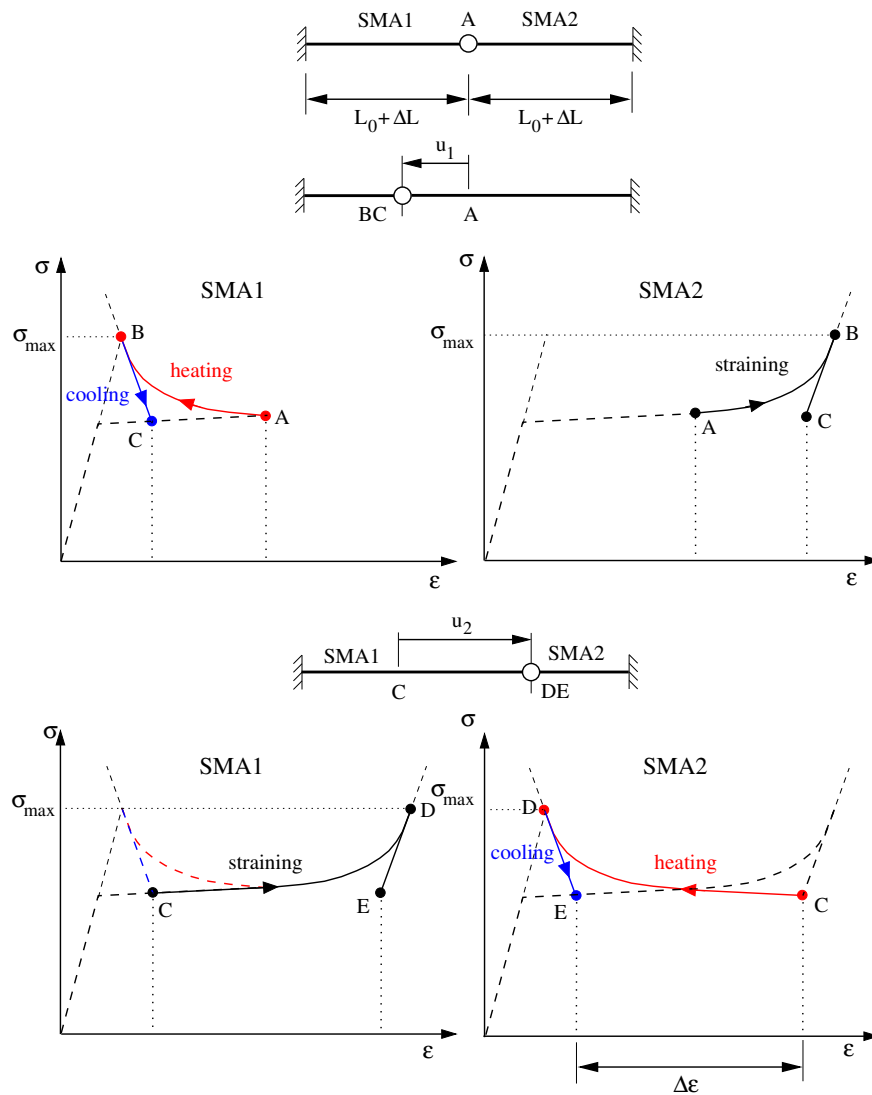 SMA1 A SMA2
L₀+ΔL L₀+ΔL
u₁
BC A
σ SMA1
σmax B
heating
cooling
C A
ε
σ SMA2
σmax B
straining
A C
ε
u₂
SMA1 SMA2
C DE
σ SMA1
σmax D
straining
C E
ε
σ SMA2
σmax D
cooling heating
E C
ε
Δε